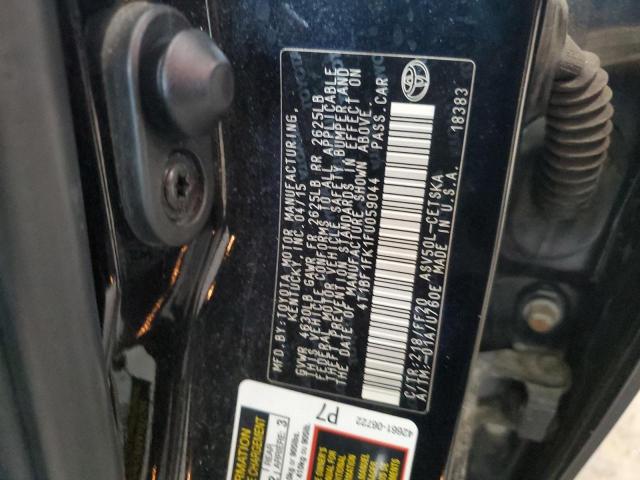 MFD.BY:TOYOTA MOTOR MANUFACTURING,
KENTUCKY, INC. 04/15
GVWR 4630LB GAWR FR 2625LB RR 2625LB
THIS VEHICLE CONFORMS TO ALL APPLICABLE
FEDERAL MOTOR VEHICLE SAFETY, BUMPER, AND
THEFT PREVENTION STANDARDS IN EFFECT ON
THE DATE OF MANUFACTURE SHOWN ABOVE.
4T1BF1FK1FU059044 PASS.CAR
C/TR:218/FF20 ASV50L-CETSKA
A/TM:-01A/U760E MADE IN U.S.A.
18383
P7
42661-06722